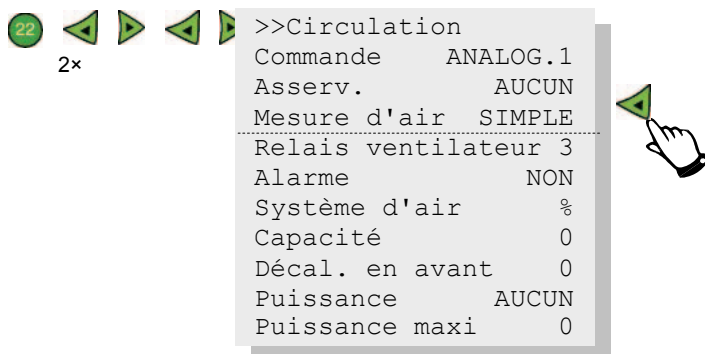 22
2×
>>Circulation
Commande ANALOG.1
Asserv. AUCUN
Mesure d'air SIMPLE
Relais ventilateur 3
Alarme NON
Système d'air %
Capacité 0
Décal. en avant 0
Puissance AUCUN
Puissance maxi 0